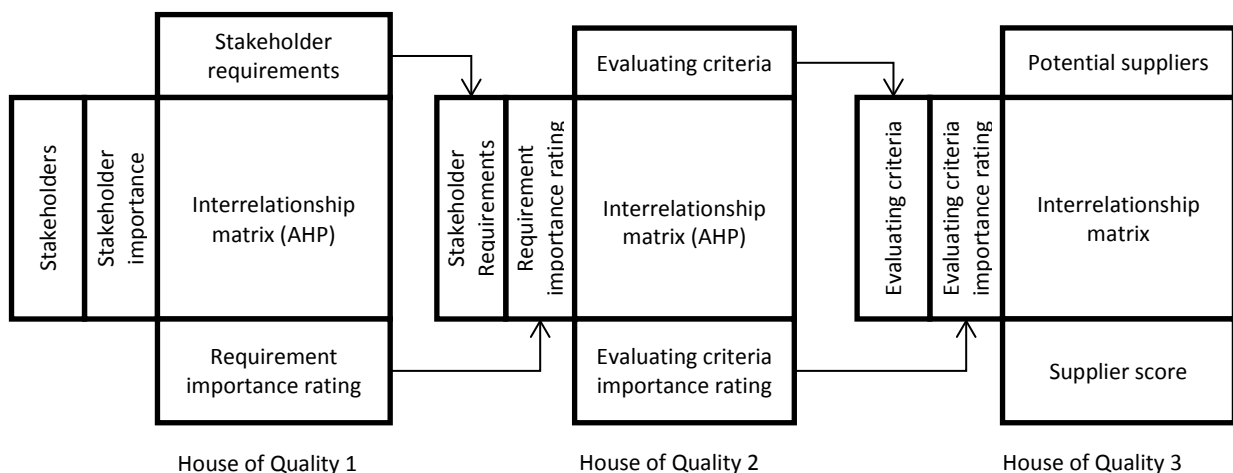 Stakeholder
requirements
Stakeholders
Stakeholder
importance
Interrelationship
matrix (AHP)
Requirement
importance rating
House of Quality 1
Evaluating criteria
Stakeholder
Requirements
Requirement
importance rating
Interrelationship
matrix (AHP)
Evaluating criteria
importance rating
House of Quality 2
Potential suppliers
Evaluating criteria
Evaluating criteria
importance rating
Interrelationship
matrix
Supplier score
House of Quality 3